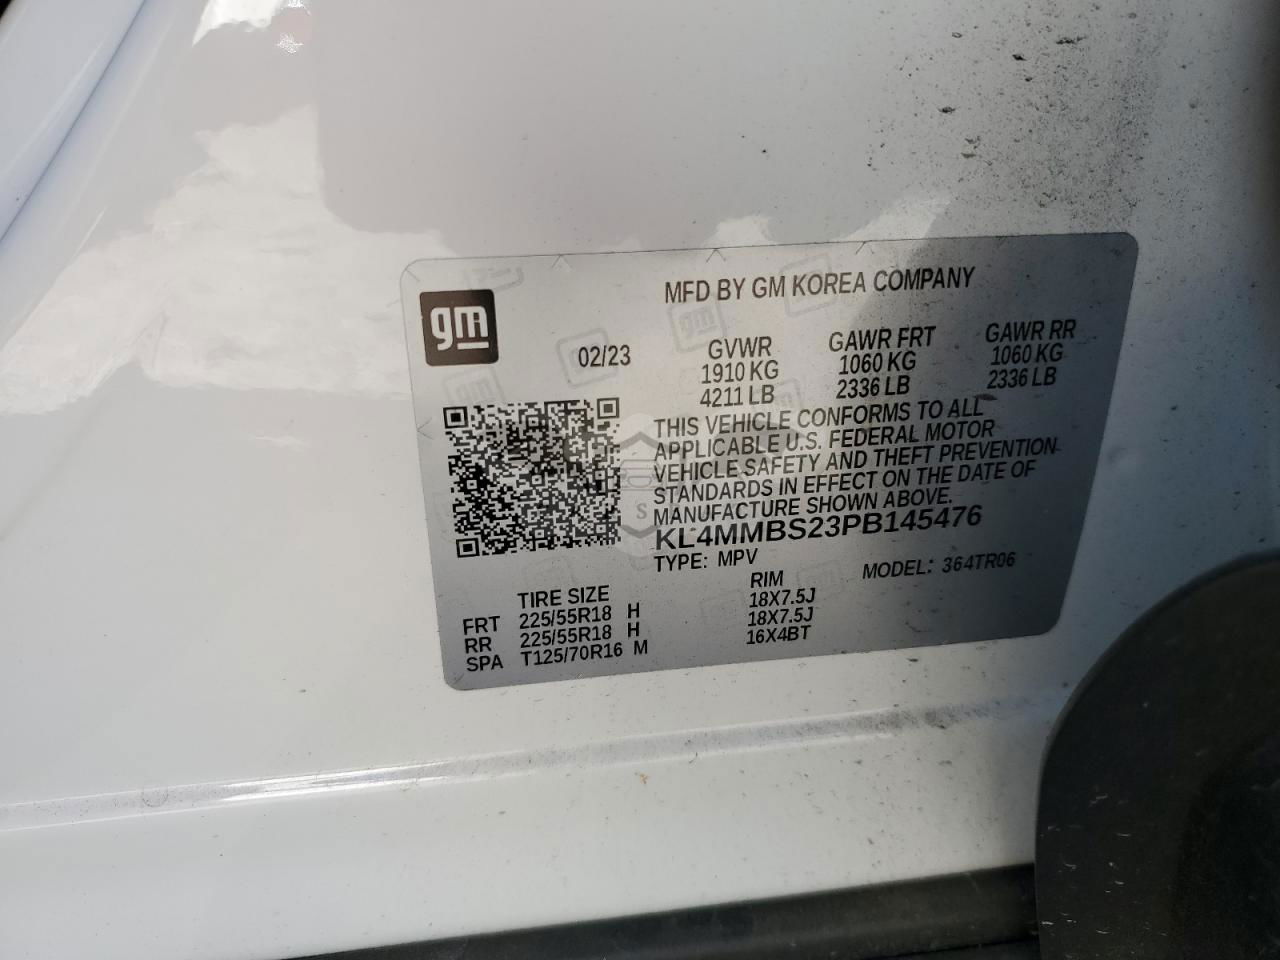 MFD BY GM KOREA COMPANY
gm
02/23
GVWR GAWR FRT GAWR RR
1910 KG 1060 KG 1060 KG
4211 LB 2336 LB 2336 LB
THIS VEHICLE CONFORMS TO ALL
APPLICABLE U.S. FEDERAL MOTOR
VEHICLE SAFETY AND THEFT PREVENTION
STANDARDS IN EFFECT ON THE DATE OF
MANUFACTURE SHOWN ABOVE.
KL4MMBS23PB145476
TYPE: MPV MODEL: 364TR06
TIRE SIZE RIM
FRT 225/55R18 H 18X7.5J
RR 225/55R18 H 18X7.5J
SPA T125/70R16 M 16X4BT